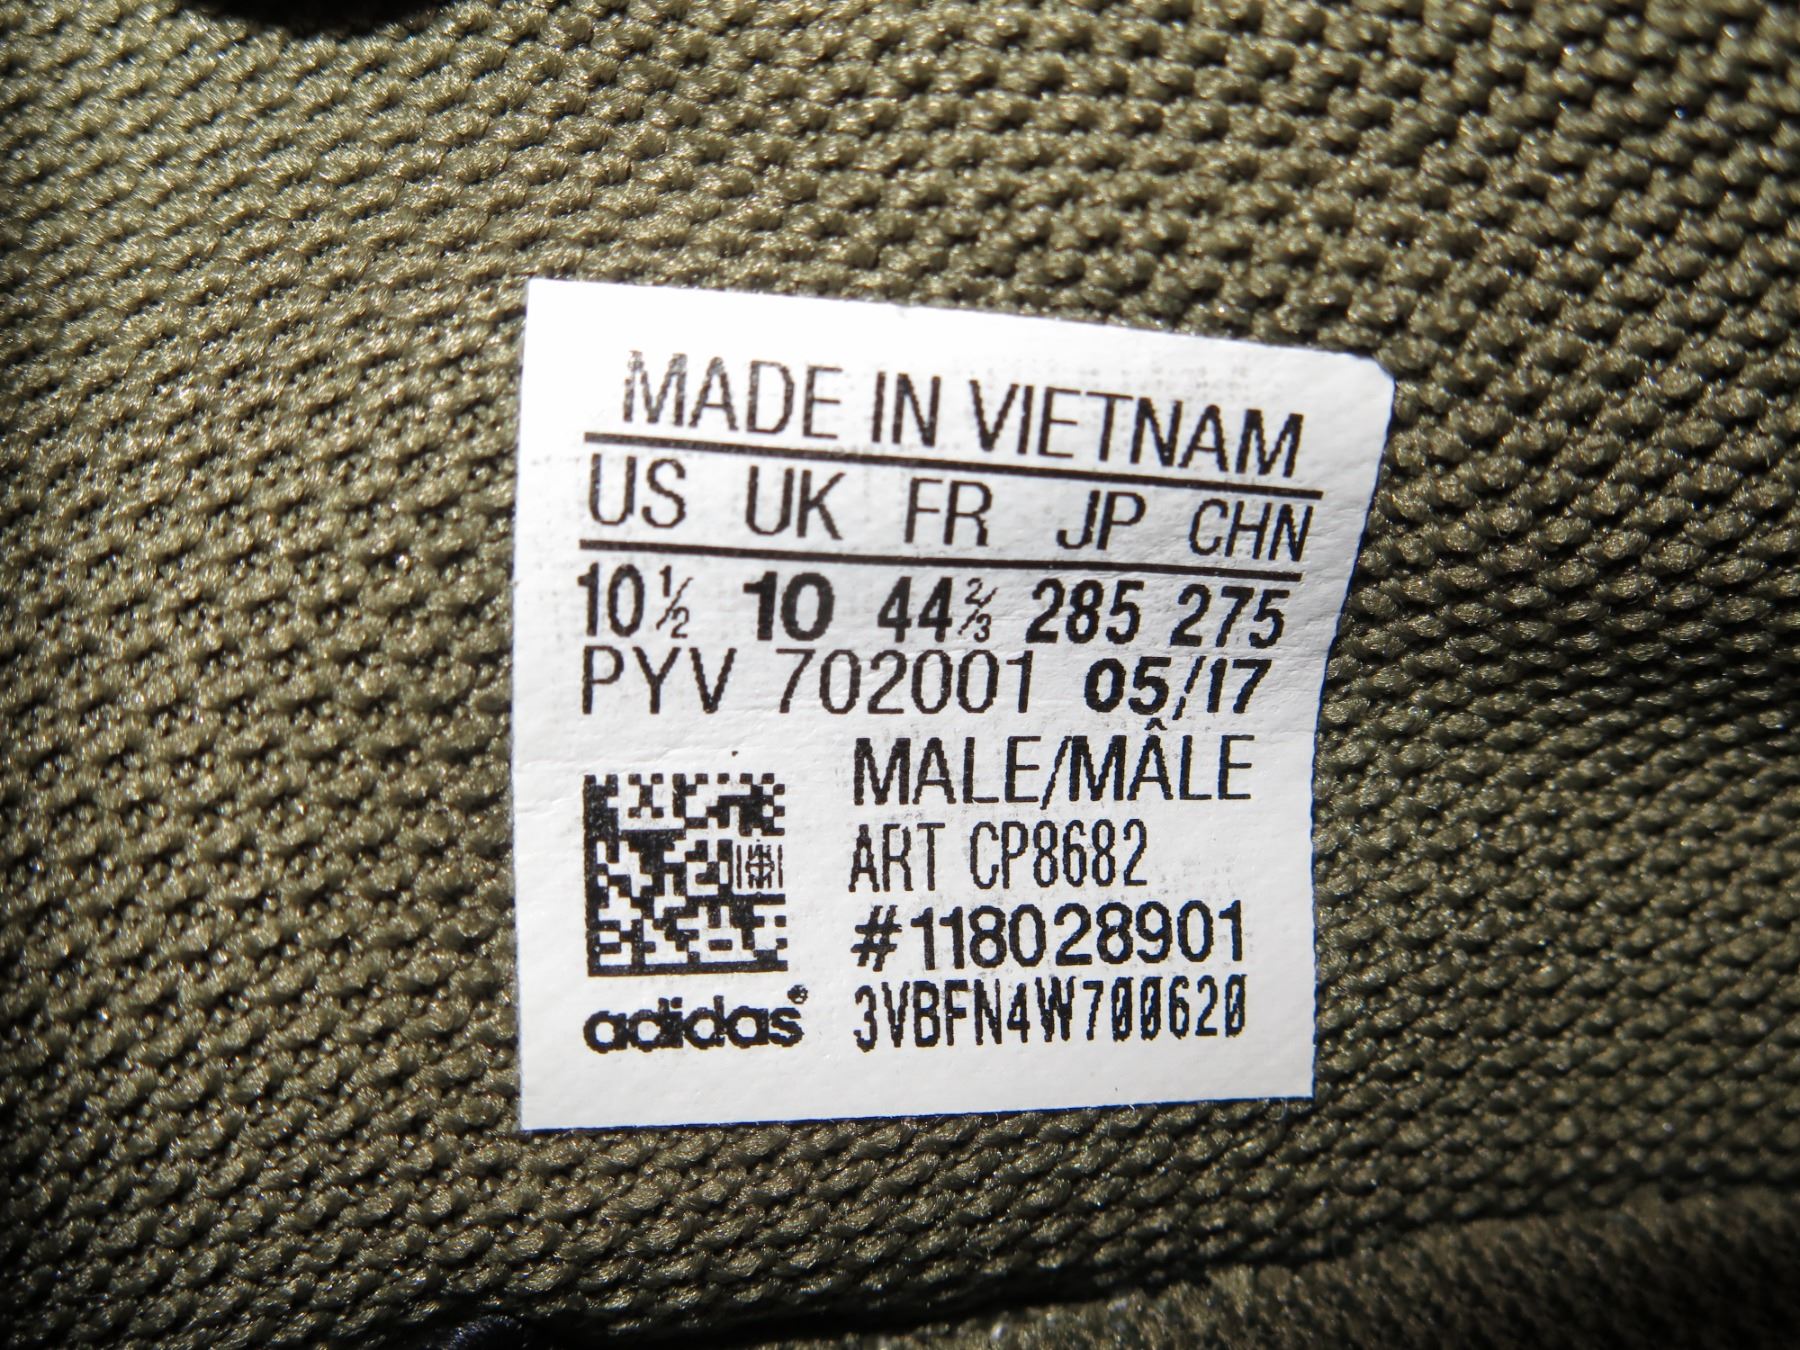 MADE IN VIETNAM
US UK FR JP CHN
10½ 10 44⅔ 285 275
PYV 702001 05/17
MALE/MÂLE
ART CP8682
#118028901
adidas® 3VBFN4W700620